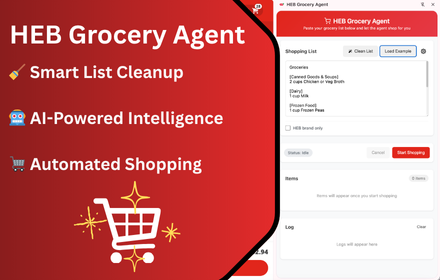 HEB Grocery Agent
🧹 Smart List Cleanup
🤖 AI-Powered Intelligence
🛒 Automated Shopping
2.94
HEB Grocery Agent
🛒 HEB Grocery Agent
Paste your grocery list below and let the agent shop for you
Shopping List
Clean List
Load Example
Groceries
[Canned Goods & Soups]
2 cups Chicken or Veg Broth
[Dairy]
1 cup Milk
[Frozen Food]
1 cup Frozen Peas
HEB brand only
Status: Idle
Cancel
Start Shopping
Items
0 items
Items will appear once you start shopping
Log
Clear
Logs will appear here